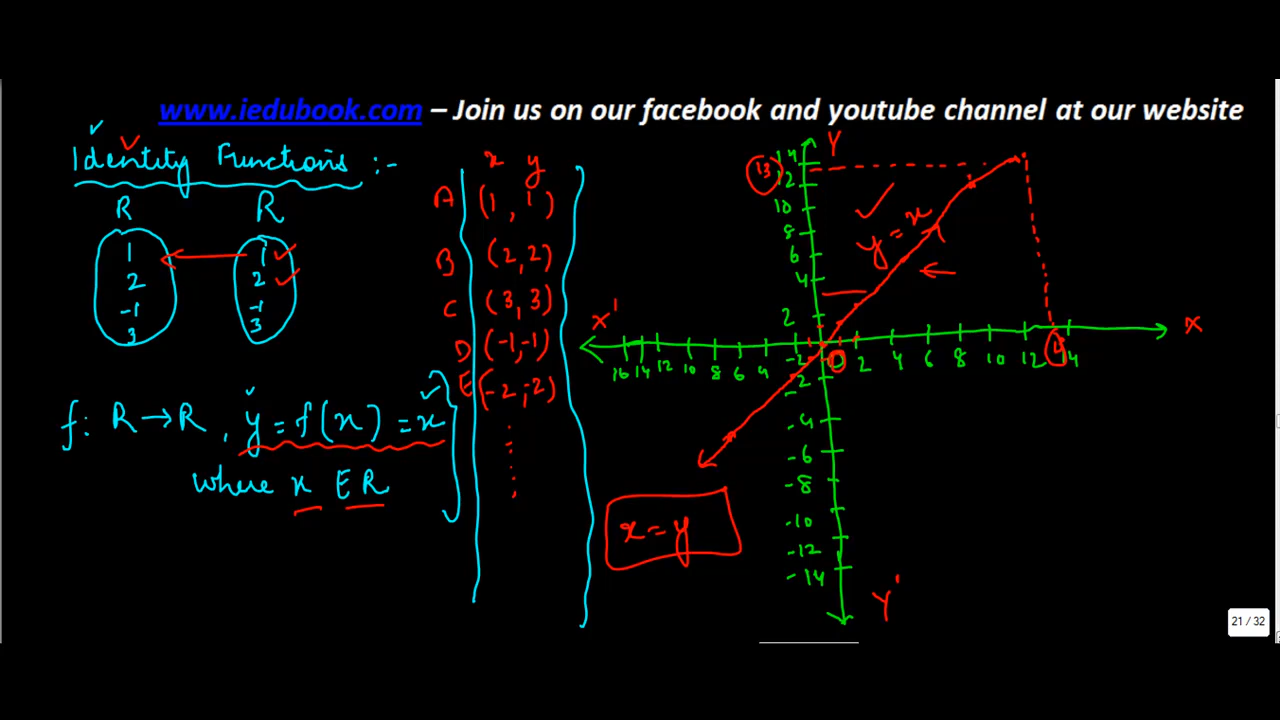 www.iedubook.com – Join us on our facebook and youtube channel at our website
Identity Functions :-
R R
1 1
2 2
-1 -1
3 3
f: R → R, y = f(x) = x
where x E R
x y
A (1, 1)
B (2, 2)
C (3, 3)
D (-1, -1)
E (-2, -2)
x = y
Y
13
14
12
10
8
6
4
2
y = x
X' X
16 14 12 10 8 6 4 -2 0 2 4 6 8 10 12 14
-2
-4
-6
-8
-10
-12
-14
Y'
21 / 32